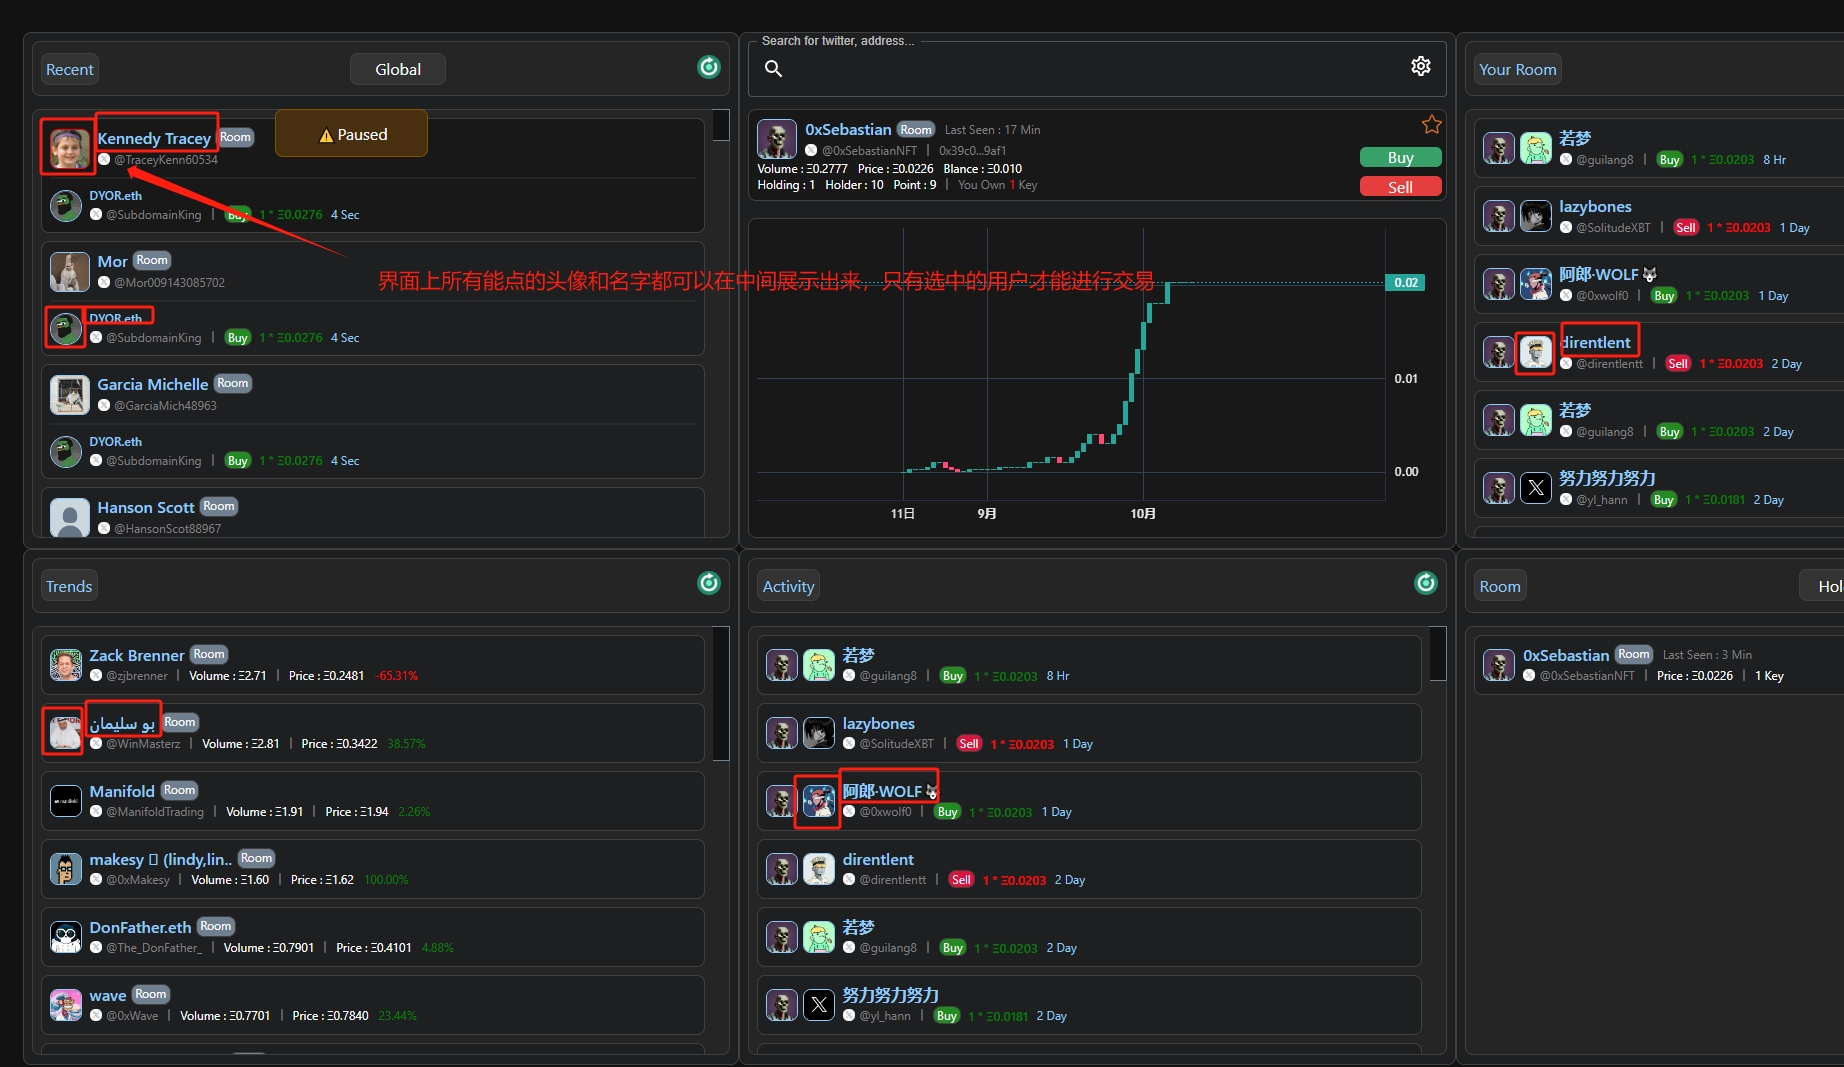 Recent
Global
Kennedy Tracey Room
@TraceyKenn60534
Paused
DYOR.eth
@SubdomainKing | Buy 1 * Ξ0.0276 4 Sec
Mor Room
@Mor009143085702
DYOR.eth
@SubdomainKing | Buy 1 * Ξ0.0276 4 Sec
Garcia Michelle Room
@GarciaMich48963
DYOR.eth
@SubdomainKing | Buy 1 * Ξ0.0276 4 Sec
Hanson Scott Room
@HansonScot88967
Search for twitter, address...
0xSebastian Room Last Seen : 17 Min
@0xSebastianNFT | 0x39c0...9af1
Volume : Ξ0.2777 Price : Ξ0.0226 Blance : Ξ0.010
Holding : 1 Holder : 10 Point : 9 | You Own 1 Key
Buy
Sell
界面上所有能点的头像和名字都可以在中间展示出来，只有选中的用户才能进行交易
0.02
0.01
0.00
11日 9月 10月
Your Room
若梦
@guilang8 | Buy 1 * Ξ0.0203 8 Hr
lazybones
@SolitudeXBT | Sell 1 * Ξ0.0203 1 Day
阿郎·WOLF🐺
@0xwolf0 | Buy 1 * Ξ0.0203 1 Day
direntlent
@direntlentt | Sell 1 * Ξ0.0203 2 Day
若梦
@guilang8 | Buy 1 * Ξ0.0203 2 Day
努力努力努力
@yl_hann | Buy 1 * Ξ0.0181 2 Day
Trends
Zack Brenner Room
@zjbrenner | Volume : Ξ2.71 | Price : Ξ0.2481 -65.31%
بو سليمان Room
@WinMasterz | Volume : Ξ2.81 | Price : Ξ0.3422 38.57%
Manifold Room
@ManifoldTrading | Volume : Ξ1.91 | Price : Ξ1.94 2.26%
makesy ▯ (lindy,lin.. Room
@0xMakesy | Volume : Ξ1.60 | Price : Ξ1.62 100.00%
DonFather.eth Room
@The_DonFather_ | Volume : Ξ0.7901 | Price : Ξ0.4101 4.88%
wave Room
@0xWave | Volume : Ξ0.7701 | Price : Ξ0.7840 23.44%
Activity
若梦
@guilang8 | Buy 1 * Ξ0.0203 8 Hr
lazybones
@SolitudeXBT | Sell 1 * Ξ0.0203 1 Day
阿郎·WOLF🐺
@0xwolf0 | Buy 1 * Ξ0.0203 1 Day
direntlent
@direntlentt | Sell 1 * Ξ0.0203 2 Day
若梦
@guilang8 | Buy 1 * Ξ0.0203 2 Day
努力努力努力
@yl_hann | Buy 1 * Ξ0.0181 2 Day
Room
Hol
0xSebastian Room Last Seen : 3 Min
@0xSebastianNFT | Price : Ξ0.0226 | 1 Key